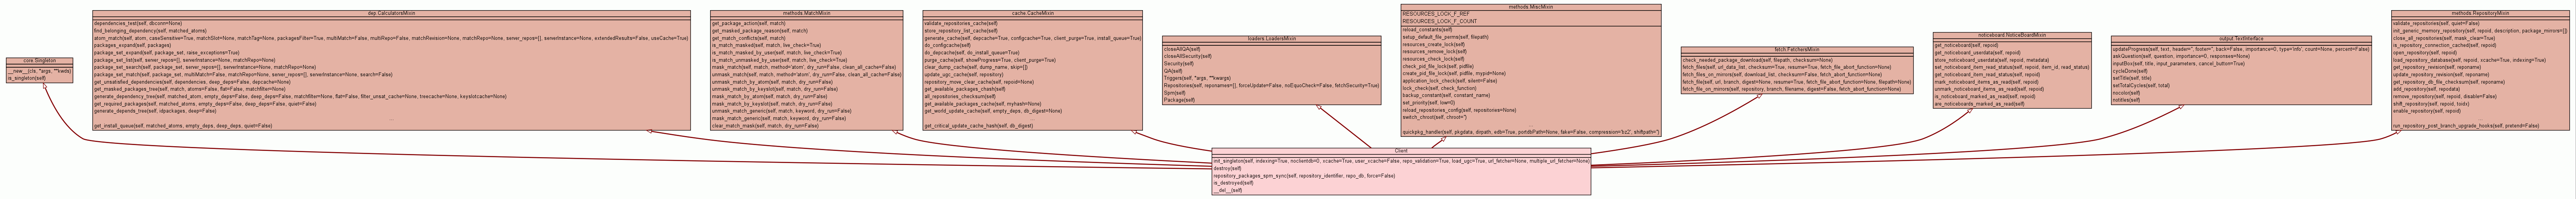 core.Singleton
__new__(cls, *args, **kwds)
is_singleton(self)
dep.CalculatorsMixin
dependencies_test(self, dbconn=None)
find_belonging_dependency(self, matched_atoms)
atom_match(self, atom, caseSensitive=True, matchSlot=None, matchTag=None, packagesFilter=True, multiMatch=False, multiRepo=False, matchRevision=None, matchRepo=None, server_repos=[], serverInstance=None, extendedResults=False, useCache=True)
packages_expand(self, packages)
package_set_expand(self, package_set, raise_exceptions=True)
package_set_list(self, server_repos=[], serverInstance=None, matchRepo=None)
package_set_search(self, package_set, server_repos=[], serverInstance=None, matchRepo=None)
package_set_match(self, package_set, multiMatch=False, matchRepo=None, server_repos=[], serverInstance=None, search=False)
get_unsatisfied_dependencies(self, dependencies, deep_deps=False, depcache=None)
get_masked_packages_tree(self, match, atoms=False, flat=False, matchfilter=None)
generate_dependency_tree(self, matched_atom, empty_deps=False, deep_deps=False, matchfilter=None, flat=False, filter_unsat_cache=None, treecache=None, keyslotcache=None)
get_required_packages(self, matched_atoms, empty_deps=False, deep_deps=False, quiet=False)
generate_depends_tree(self, idpackages, deep=False)
...
get_install_queue(self, matched_atoms, empty_deps, deep_deps, quiet=False)
methods.MatchMixin
get_package_action(self, match)
get_masked_package_reason(self, match)
get_match_conflicts(self, match)
is_match_masked(self, match, live_check=True)
is_match_masked_by_user(self, match, live_check=True)
is_match_unmasked_by_user(self, match, live_check=True)
mask_match(self, match, method='atom', dry_run=False, clean_all_cache=False)
unmask_match(self, match, method='atom', dry_run=False, clean_all_cache=False)
unmask_match_by_atom(self, match, dry_run=False)
unmask_match_by_keyslot(self, match, dry_run=False)
mask_match_by_atom(self, match, dry_run=False)
mask_match_by_keyslot(self, match, dry_run=False)
unmask_match_generic(self, match, keyword, dry_run=False)
mask_match_generic(self, match, keyword, dry_run=False)
clear_match_mask(self, match, dry_run=False)
cache.CacheMixin
validate_repositories_cache(self)
store_repository_list_cache(self)
generate_cache(self, depcache=True, configcache=True, client_purge=True, install_queue=True)
do_configcache(self)
do_depcache(self, do_install_queue=True)
purge_cache(self, showProgress=True, client_purge=True)
clear_dump_cache(self, dump_name, skip=[])
update_ugc_cache(self, repository)
repository_move_clear_cache(self, repoid=None)
get_available_packages_chash(self)
all_repositories_checksum(self)
get_available_packages_cache(self, myhash=None)
get_world_update_cache(self, empty_deps, db_digest=None)
...
get_critical_update_cache_hash(self, db_digest)
loaders.LoadersMixin
closeAllQA(self)
closeAllSecurity(self)
Security(self)
QA(self)
Triggers(self, *args, **kwargs)
Repositories(self, reponames=[], forceUpdate=False, noEquoCheck=False, fetchSecurity=True)
Spm(self)
Package(self)
methods.MiscMixin
RESOURCES_LOCK_F_REF
RESOURCES_LOCK_F_COUNT
reload_constants(self)
setup_default_file_perms(self, filepath)
resources_create_lock(self)
resources_remove_lock(self)
resources_check_lock(self)
check_pid_file_lock(self, pidfile)
create_pid_file_lock(self, pidfile, mypid=None)
application_lock_check(self, silent=False)
lock_check(self, check_function)
backup_constant(self, constant_name)
set_priority(self, low=0)
reload_repositories_config(self, repositories=None)
switch_chroot(self, chroot='')
...
quickpkg_handler(self, pkgdata, dirpath, edb=True, portdbPath=None, fake=False, compression='bz2', shiftpath='')
fetch.FetchersMixin
check_needed_package_download(self, filepath, checksum=None)
fetch_files(self, url_data_list, checksum=True, resume=True, fetch_file_abort_function=None)
fetch_files_on_mirrors(self, download_list, checksum=False, fetch_abort_function=None)
fetch_file(self, url, branch, digest=None, resume=True, fetch_file_abort_function=None, filepath=None)
fetch_file_on_mirrors(self, repository, branch, filename, digest=False, fetch_abort_function=None)
noticeboard.NoticeBoardMixin
get_noticeboard(self, repoid)
get_noticeboard_userdata(self, repoid)
store_noticeboard_userdata(self, repoid, metadata)
set_noticeboard_item_read_status(self, repoid, item_id, read_status)
get_noticeboard_item_read_status(self, repoid)
mark_noticeboard_items_as_read(self, repoid)
unmark_noticeboard_items_as_read(self, repoid)
is_noticeboard_marked_as_read(self, repoid)
are_noticeboards_marked_as_read(self)
output.TextInterface
updateProgress(self, text, header='', footer='', back=False, importance=0, type='info', count=None, percent=False)
askQuestion(self, question, importance=0, responses=None)
inputBox(self, title, input_parameters, cancel_button=True)
cycleDone(self)
setTitle(self, title)
setTotalCycles(self, total)
nocolor(self)
notitles(self)
methods.RepositoryMixin
validate_repositories(self, quiet=False)
init_generic_memory_repository(self, repoid, description, package_mirrors=[])
close_all_repositories(self, mask_clear=True)
is_repository_connection_cached(self, repoid)
open_repository(self, repoid)
load_repository_database(self, repoid, xcache=True, indexing=True)
get_repository_revision(self, reponame)
update_repository_revision(self, reponame)
get_repository_db_file_checksum(self, reponame)
add_repository(self, repodata)
remove_repository(self, repoid, disable=False)
shift_repository(self, repoid, toidx)
enable_repository(self, repoid)
...
run_repository_post_branch_upgrade_hooks(self, pretend=False)
Client
init_singleton(self, indexing=True, noclientdb=0, xcache=True, user_xcache=False, repo_validation=True, load_ugc=True, url_fetcher=None, multiple_url_fetcher=None)
destroy(self)
repository_packages_spm_sync(self, repository_identifier, repo_db, force=False)
is_destroyed(self)
__del__(self)